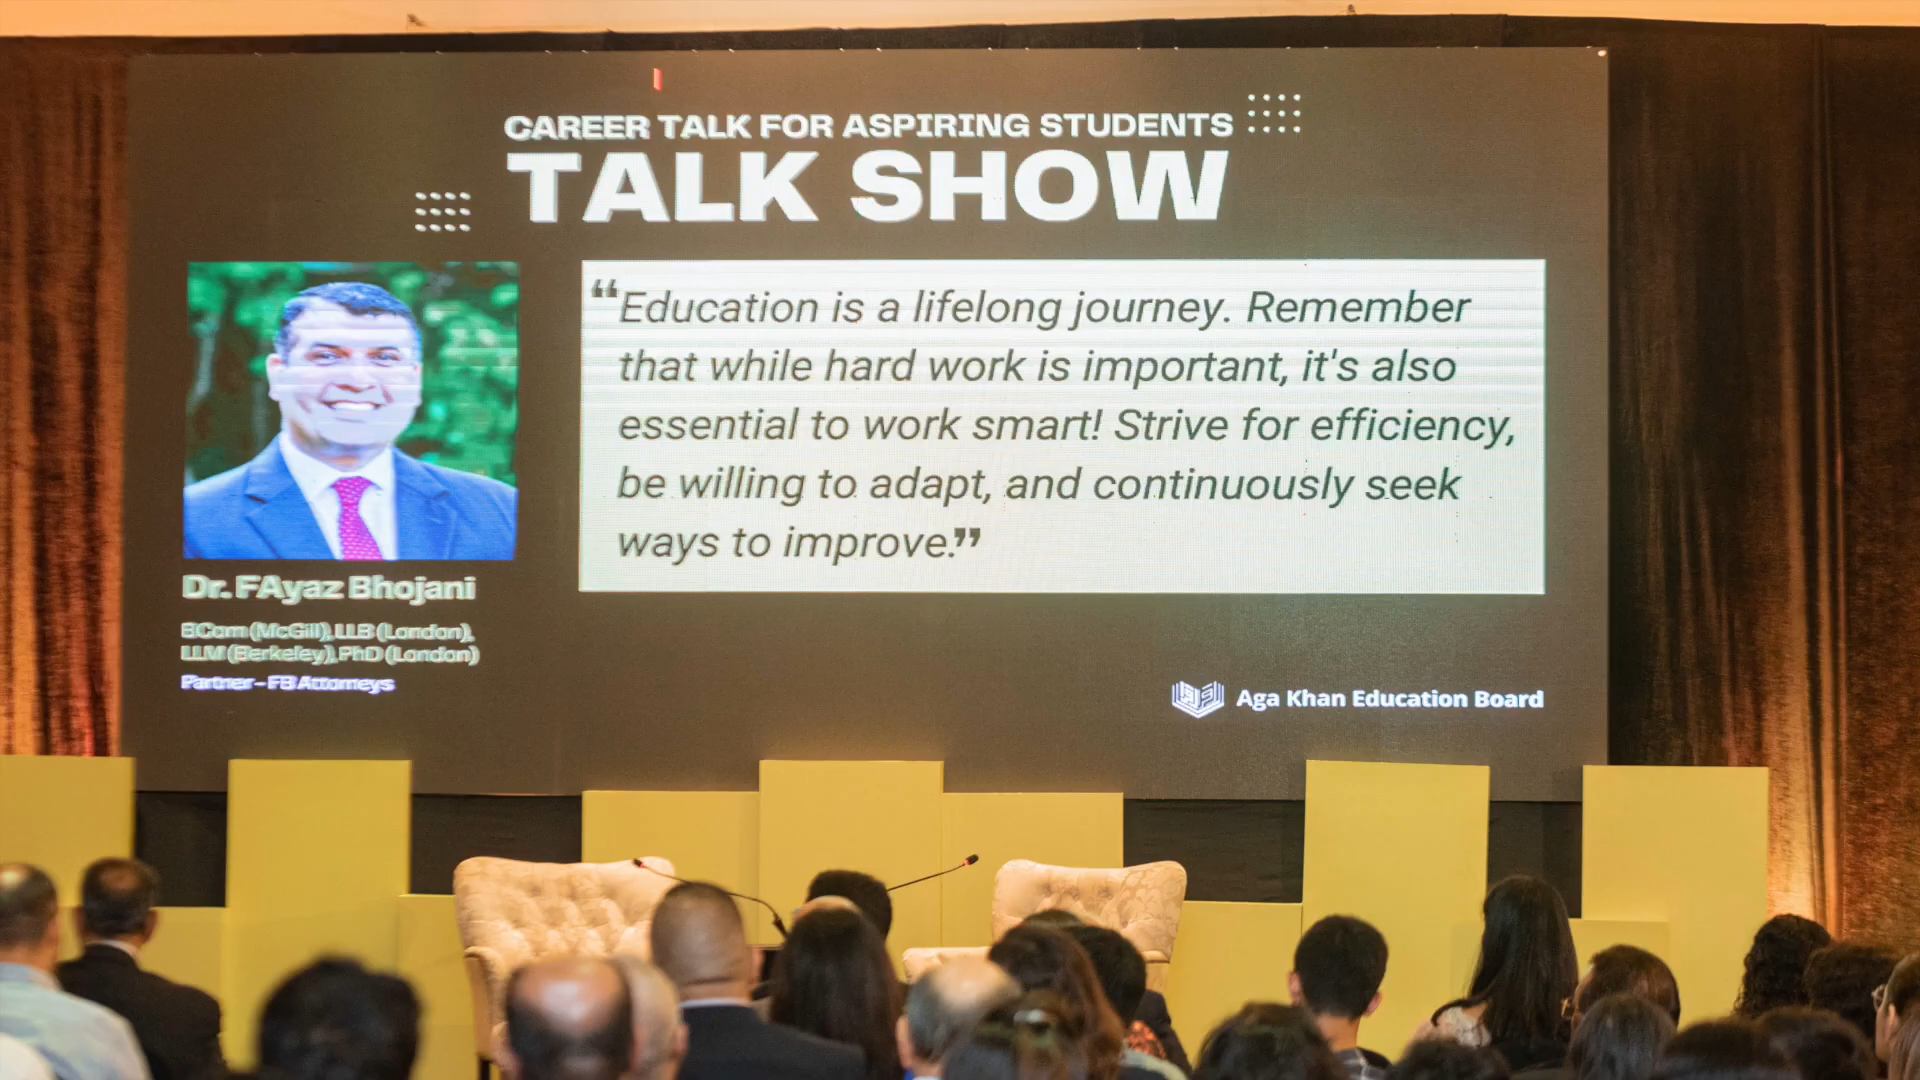 CAREER TALK FOR ASPIRING STUDENTS
TALK SHOW
“Education is a lifelong journey. Remember
that while hard work is important, it's also
essential to work smart! Strive for efficiency,
be willing to adapt, and continuously seek
ways to improve.”
Dr. FAyaz Bhojani
BCom (McGill), LLB (London),
LLM (Berkeley), PhD (London)
Partner - FB Attorneys
Aga Khan Education Board